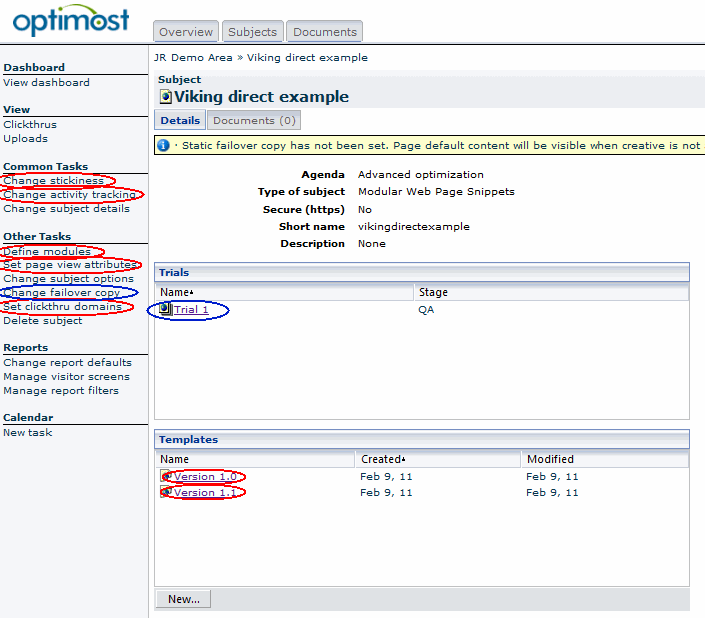 optimost
Overview Subjects Documents
JR Demo Area » Viking direct example
Dashboard
View dashboard
View
Clickthrus
Uploads
Common Tasks
Change stickiness
Change activity tracking
Change subject details
Other Tasks
Define modules
Set page view attributes
Change subject options
Change failover copy
Set clickthru domains
Delete subject
Reports
Change report defaults
Manage visitor screens
Manage report filters
Calendar
New task
Subject
Viking direct example
Details Documents (0)
· Static failover copy has not been set. Page default content will be visible when creative is not
Agenda Advanced optimization
Type of subject Modular Web Page Snippets
Secure (https) No
Short name vikingdirectexample
Description None
Trials
Name Stage
Trial 1 QA
Templates
Name Created Modified
Version 1.0 Feb 9, 11 Feb 9, 11
Version 1.1 Feb 9, 11 Feb 9, 11
New...